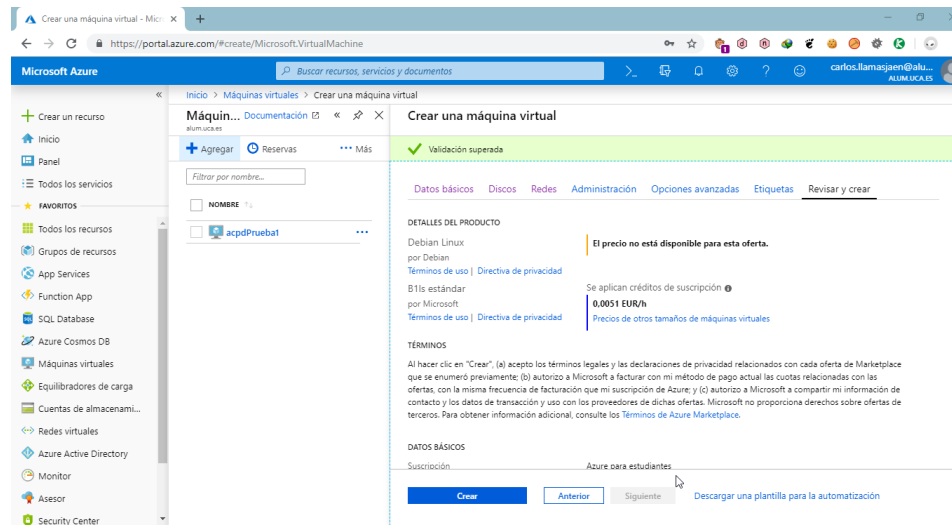 Crear una máquina virtual - Micr
https://portal.azure.com/#create/Microsoft.VirtualMachine
Microsoft Azure
Buscar recursos, servicios y documentos
carlos.llamasjaen@alu...
ALUM.UCA.ES
Crear un recurso
Inicio
Panel
Todos los servicios
FAVORITOS
Todos los recursos
Grupos de recursos
App Services
Function App
SQL Database
Azure Cosmos DB
Máquinas virtuales
Equilibradores de carga
Cuentas de almacenami...
Redes virtuales
Azure Active Directory
Monitor
Asesor
Security Center
Inicio > Máquinas virtuales > Crear una máquina virtual
Máquin... Documentación
alum.uca.es
Agregar Reservas ••• Más
Filtrar por nombre...
NOMBRE
acpdPrueba1
Crear una máquina virtual
Validación superada
Datos básicos Discos Redes Administración Opciones avanzadas Etiquetas Revisar y crear
DETALLES DEL PRODUCTO
Debian Linux
por Debian
Términos de uso | Directiva de privacidad
El precio no está disponible para esta oferta.
B1ls estándar
por Microsoft
Términos de uso | Directiva de privacidad
Se aplican créditos de suscripción
0,0051 EUR/h
Precios de otros tamaños de máquinas virtuales
TÉRMINOS
Al hacer clic en "Crear", (a) acepto los términos legales y las declaraciones de privacidad relacionados con cada oferta de Marketplace
que se enumeró previamente; (b) autorizo a Microsoft a facturar con mi método de pago actual las cuotas relacionadas con las
ofertas, con la misma frecuencia de facturación que mi suscripción de Azure; y (c) autorizo a Microsoft a compartir mi información de
contacto y los datos de transacción y uso con los proveedores de dichas ofertas. Microsoft no proporciona derechos sobre ofertas de
terceros. Para obtener información adicional, consulte los Términos de Azure Marketplace.
DATOS BÁSICOS
Suscripción Azure para estudiantes
Crear Anterior Siguiente Descargar una plantilla para la automatización